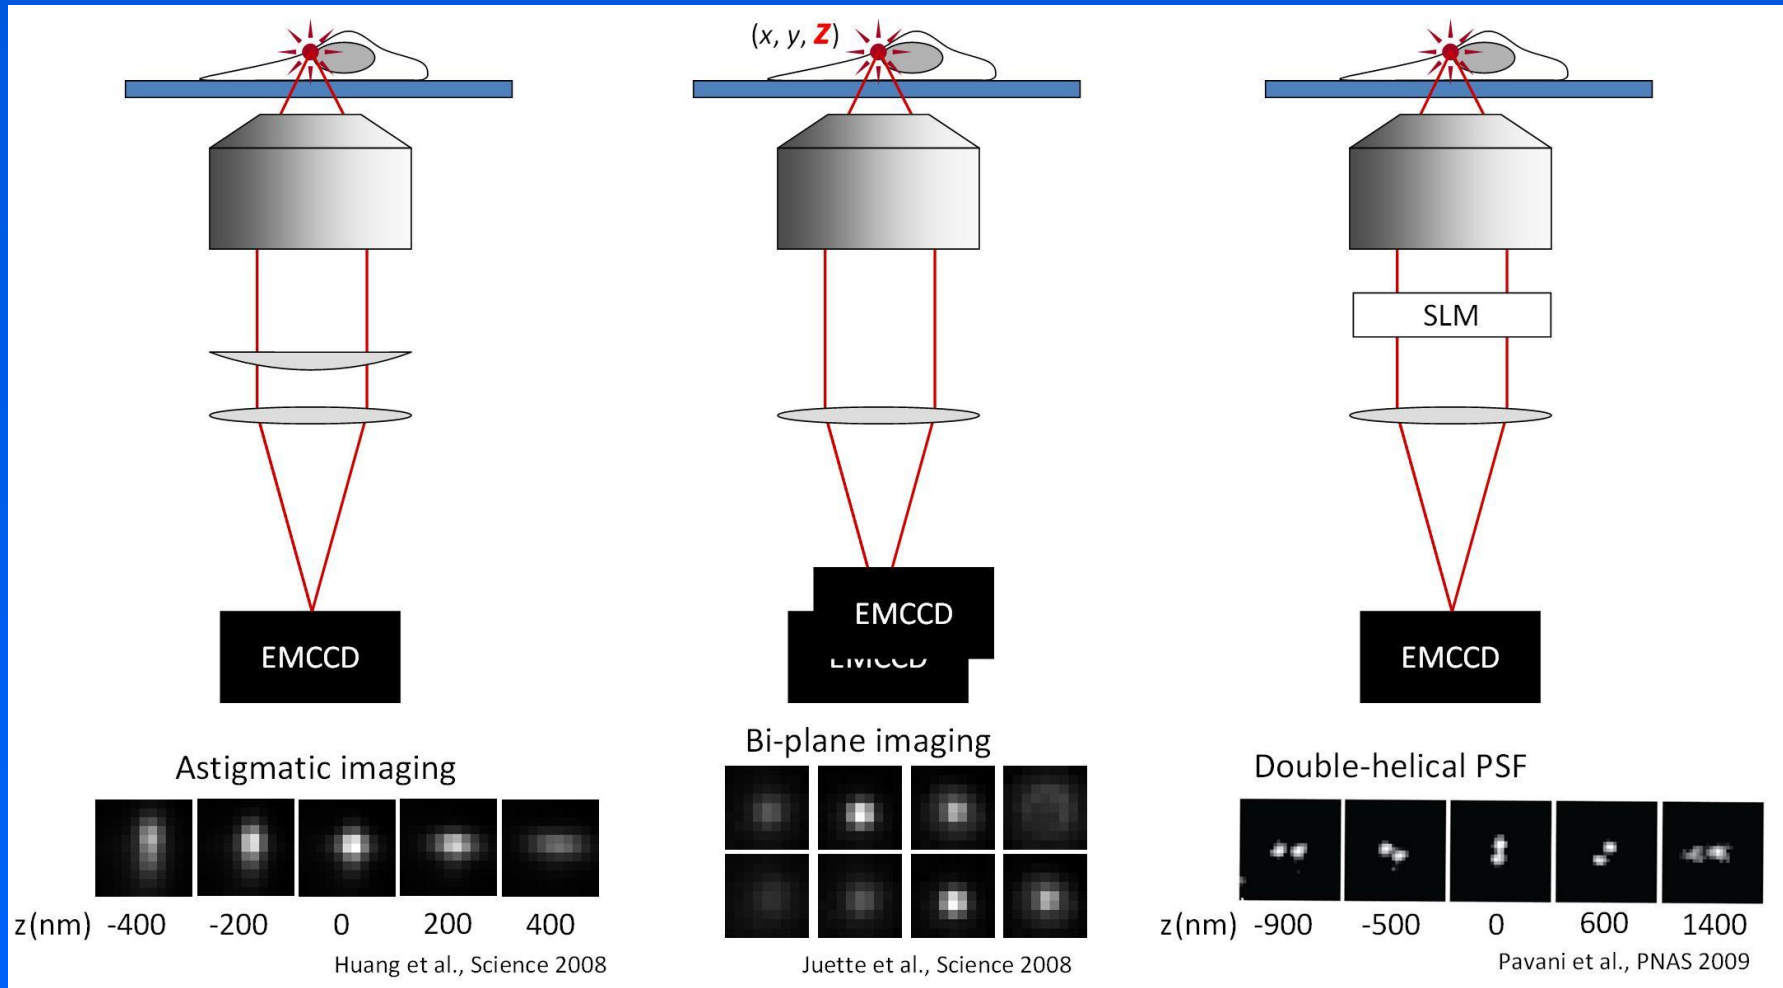 (x, y, z)
SLM
EMCCD
EMCCD
EMCCD
EMCCD
Astigmatic imaging
z(nm) -400 -200 0 200 400
Huang et al., Science 2008
Bi-plane imaging
Juette et al., Science 2008
Double-helical PSF
z(nm) -900 -500 0 600 1400
Pavani et al., PNAS 2009